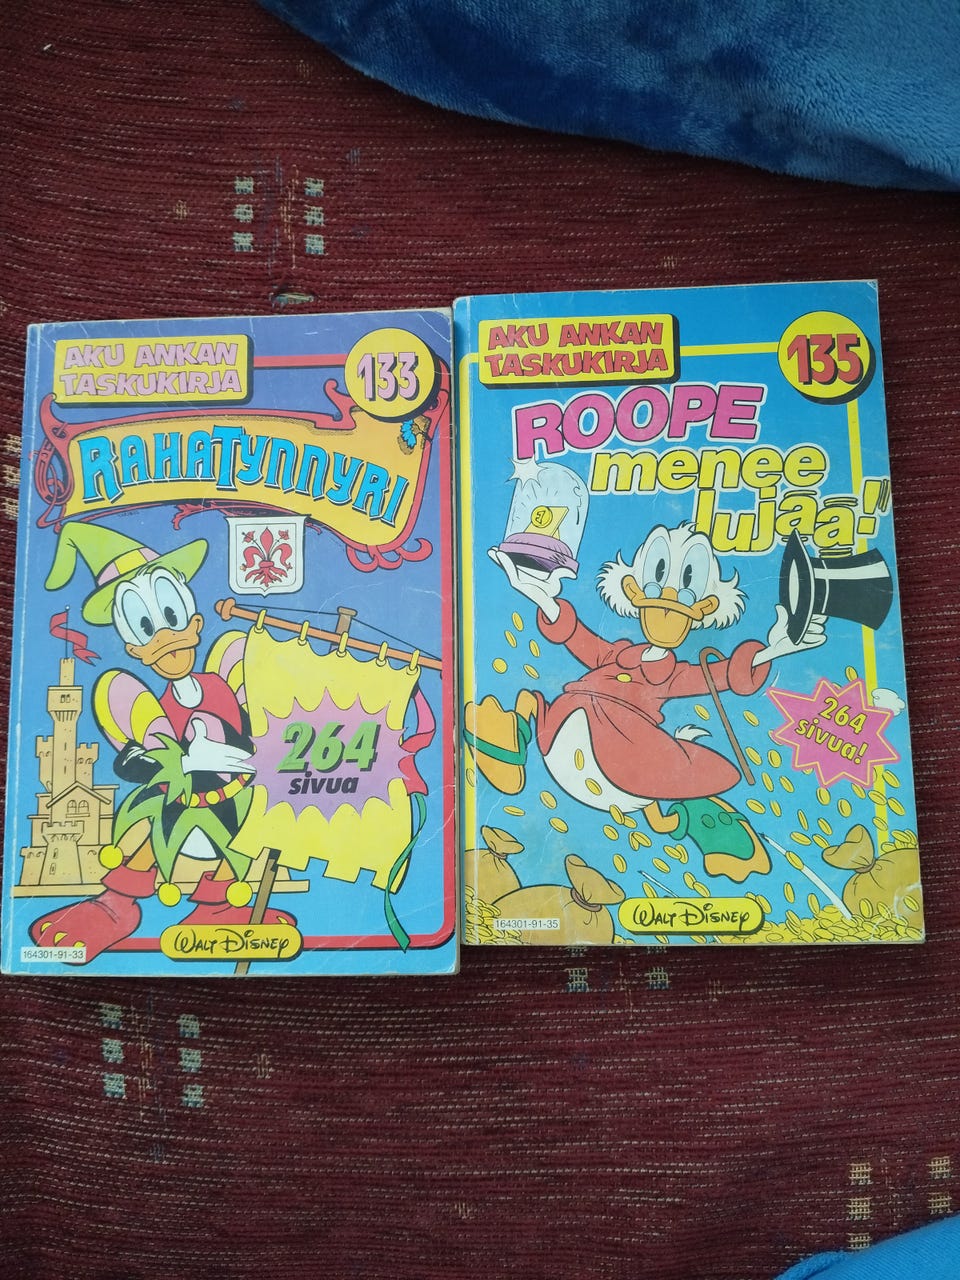 AKU ANKAN
TASKUKIRJA
133
RAHATYNNYRI
264
sivua
WALT DISNEY
164301-91-33
AKU ANKAN
TASKUKIRJA
135
ROOPE
menee
lujaa!
264
sivua!
WALT DISNEY
164301-91-35